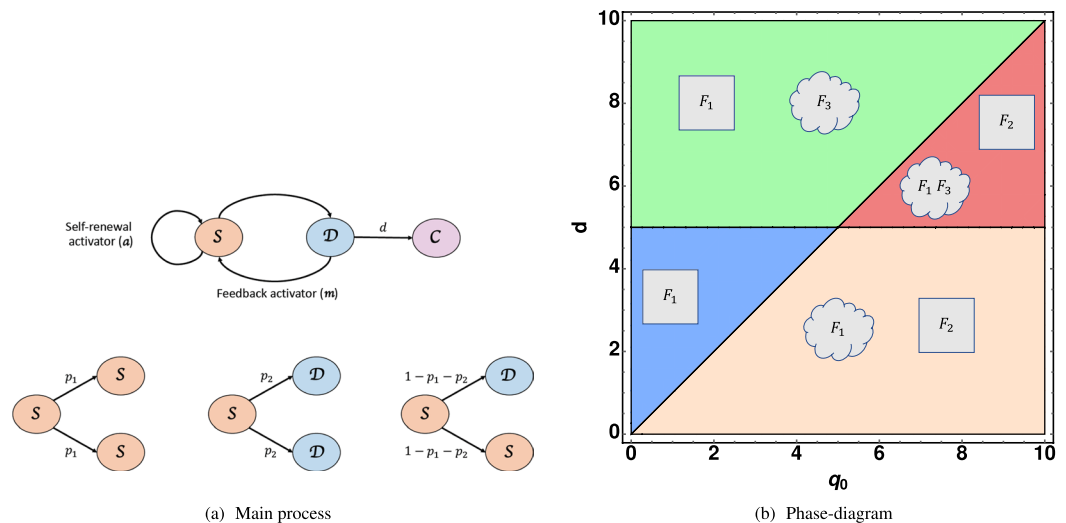 Self-renewal
activator (a)
S
𝒟
d
C
Feedback activator (m)
S
p₁
S
p₁
S
S
p₂
𝒟
p₂
𝒟
S
1 − p₁ − p₂
𝒟
1 − p₁ − p₂
S
(a) Main process
10
8
6
4
2
0
d
F₁
F₃
F₂
F₁ F₃
F₁
F₁
F₂
0 2 4 6 8 10
q₀
(b) Phase-diagram